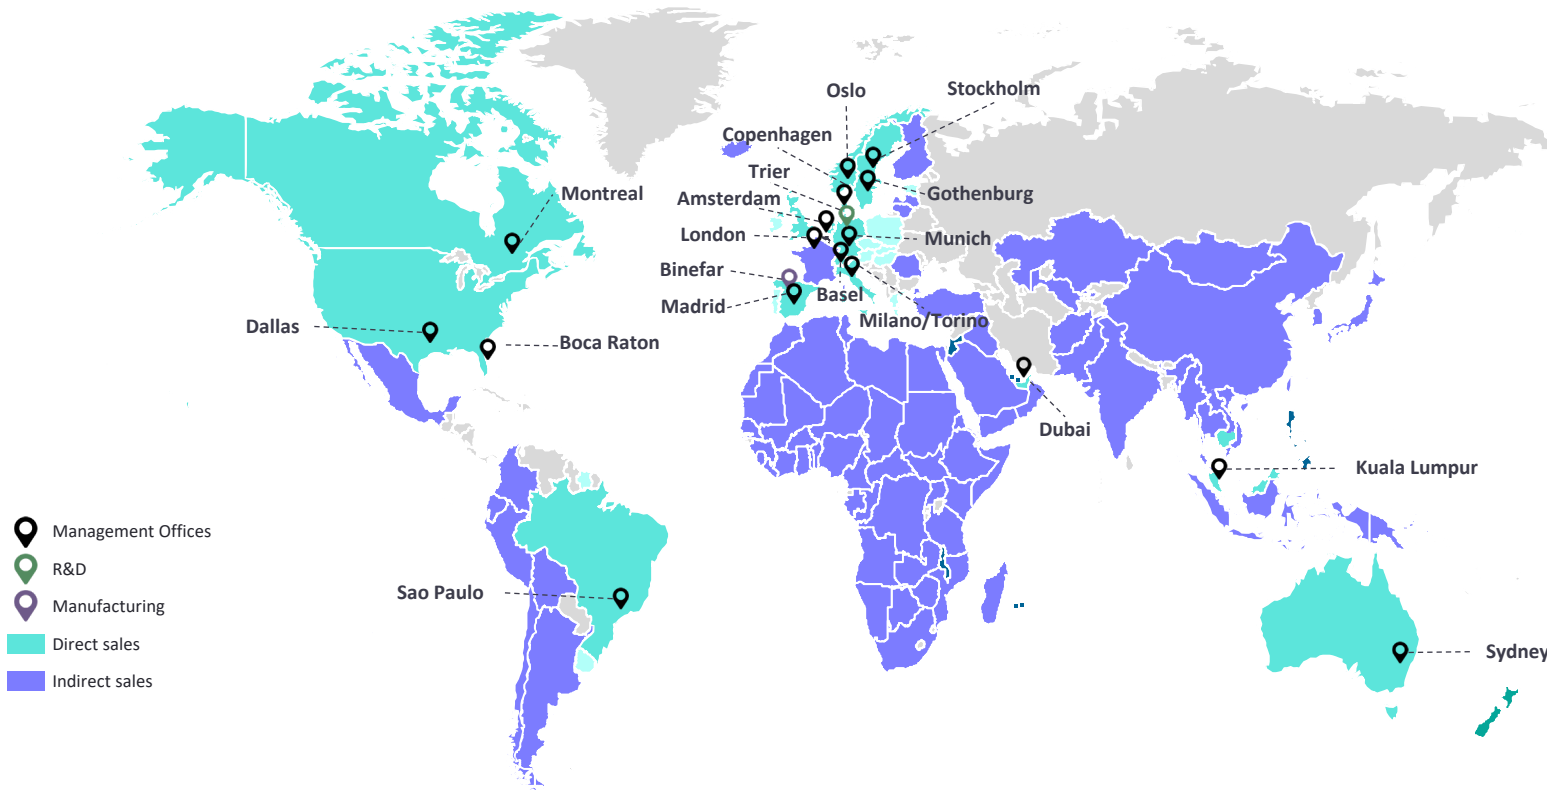 Oslo
Stockholm
Copenhagen
Trier
Montreal
Amsterdam
Gothenburg
London
Munich
Binefar
Basel
Madrid
Milano/Torino
Dallas
Boca Raton
Dubai
Kuala Lumpur
Management Offices
R&D
Sao Paulo
Manufacturing
Direct sales
Sydney
Indirect sales